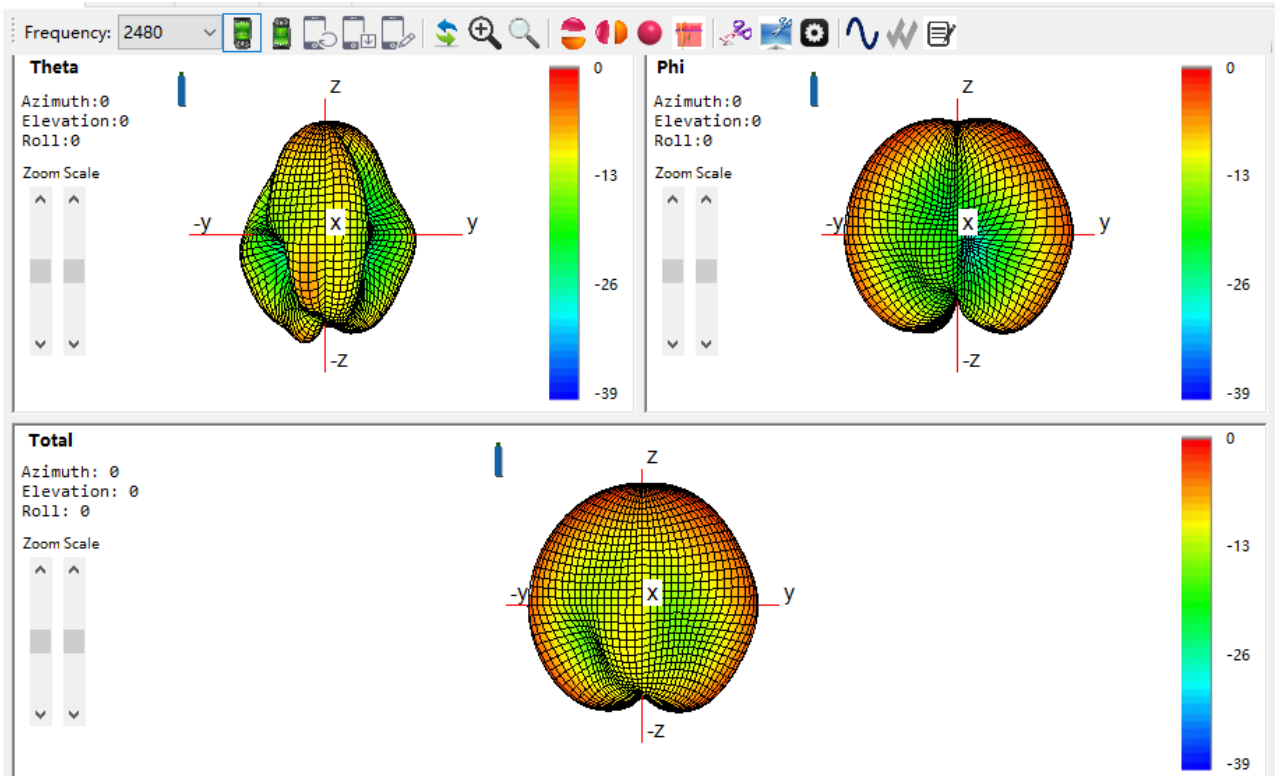 Frequency: 2480
Theta
Azimuth:0
Elevation:0
Roll:0
Zoom Scale
z
-y
x
y
-z
0
-13
-26
-39
Phi
Azimuth:0
Elevation:0
Roll:0
Zoom Scale
z
-y
x
y
-z
0
-13
-26
-39
Total
Azimuth: 0
Elevation: 0
Roll: 0
Zoom Scale
z
-y
x
y
-z
0
-13
-26
-39